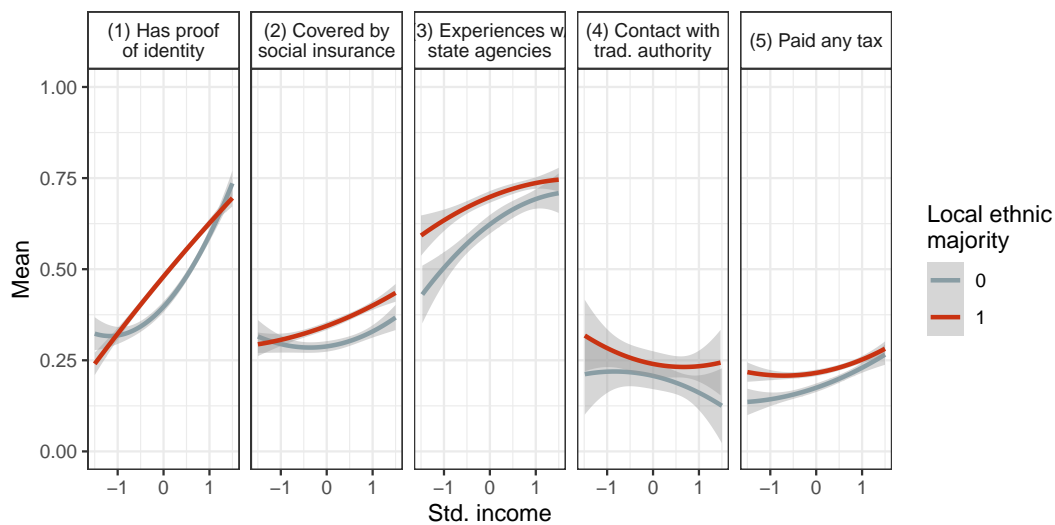 (1) Has proof
of identity
(2) Covered by
social insurance
3) Experiences w.
state agencies
(4) Contact with
trad. authority
(5) Paid any tax
1.00
0.75
0.50
0.25
0.00
Mean
−1 0 1
−1 0 1
−1 0 1
−1 0 1
−1 0 1
Std. income
Local ethnic
majority
0
1